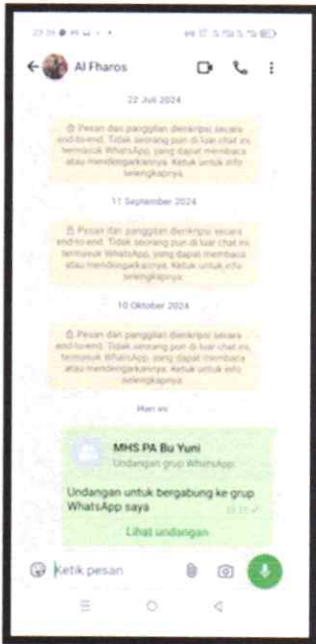 Al Fharos
22 Juli 2024
Pesan dan panggilan dienkripsi secara
end-to-end. Tidak seorang pun di luar chat ini,
termasuk WhatsApp, yang dapat membaca
atau mendengarkannya. Ketuk untuk info
selengkapnya.
11 September 2024
Pesan dan panggilan dienkripsi secara
end-to-end. Tidak seorang pun di luar chat ini,
termasuk WhatsApp, yang dapat membaca
atau mendengarkannya. Ketuk untuk info
selengkapnya.
10 Oktober 2024
Pesan dan panggilan dienkripsi secara
end-to-end. Tidak seorang pun di luar chat ini,
termasuk WhatsApp, yang dapat membaca
atau mendengarkannya. Ketuk untuk info
selengkapnya.
Hari ini
MHS PA Bu Yuni
Undangan grup WhatsApp
Undangan untuk bergabung ke grup
WhatsApp saya
Lihat undangan
Ketik pesan